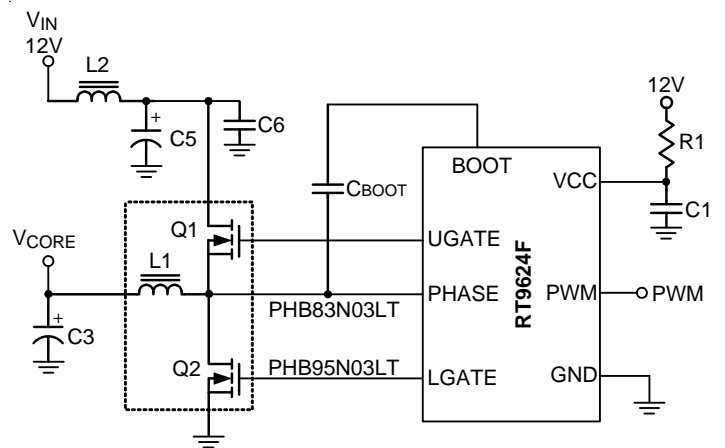 VIN
12V
L2
12V
C5
C6
R1
BOOT
CBOOT
VCC
C1
Q1
VCORE
L1
UGATE
RT9624F
PHASE
PWM
PWM
PHB83N03LT
C3
Q2
PHB95N03LT
LGATE
GND